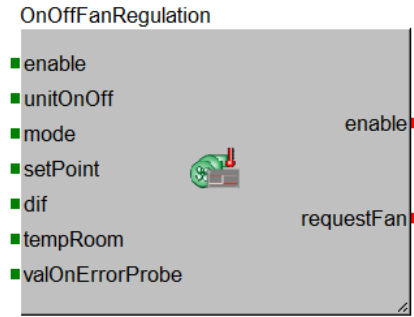 OnOffFanRegulation
enable
unitOnOff
mode
setPoint
dif
tempRoom
valOnErrorProbe
enable
requestFan